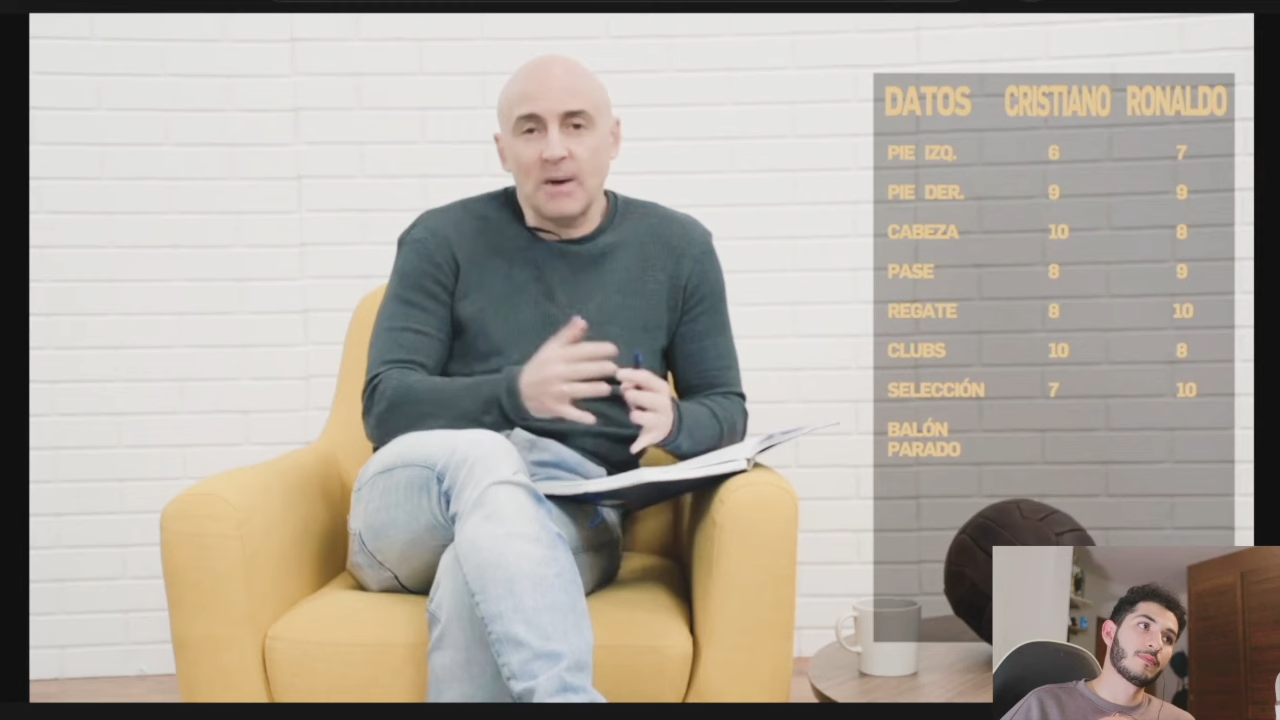 DATOS CRISTIANO RONALDO
PIE IZQ. 6 7
PIE DER. 9 9
CABEZA 10 8
PASE 8 9
REGATE 8 10
CLUBS 10 8
SELECCIÓN 7 10
BALÓN
PARADO